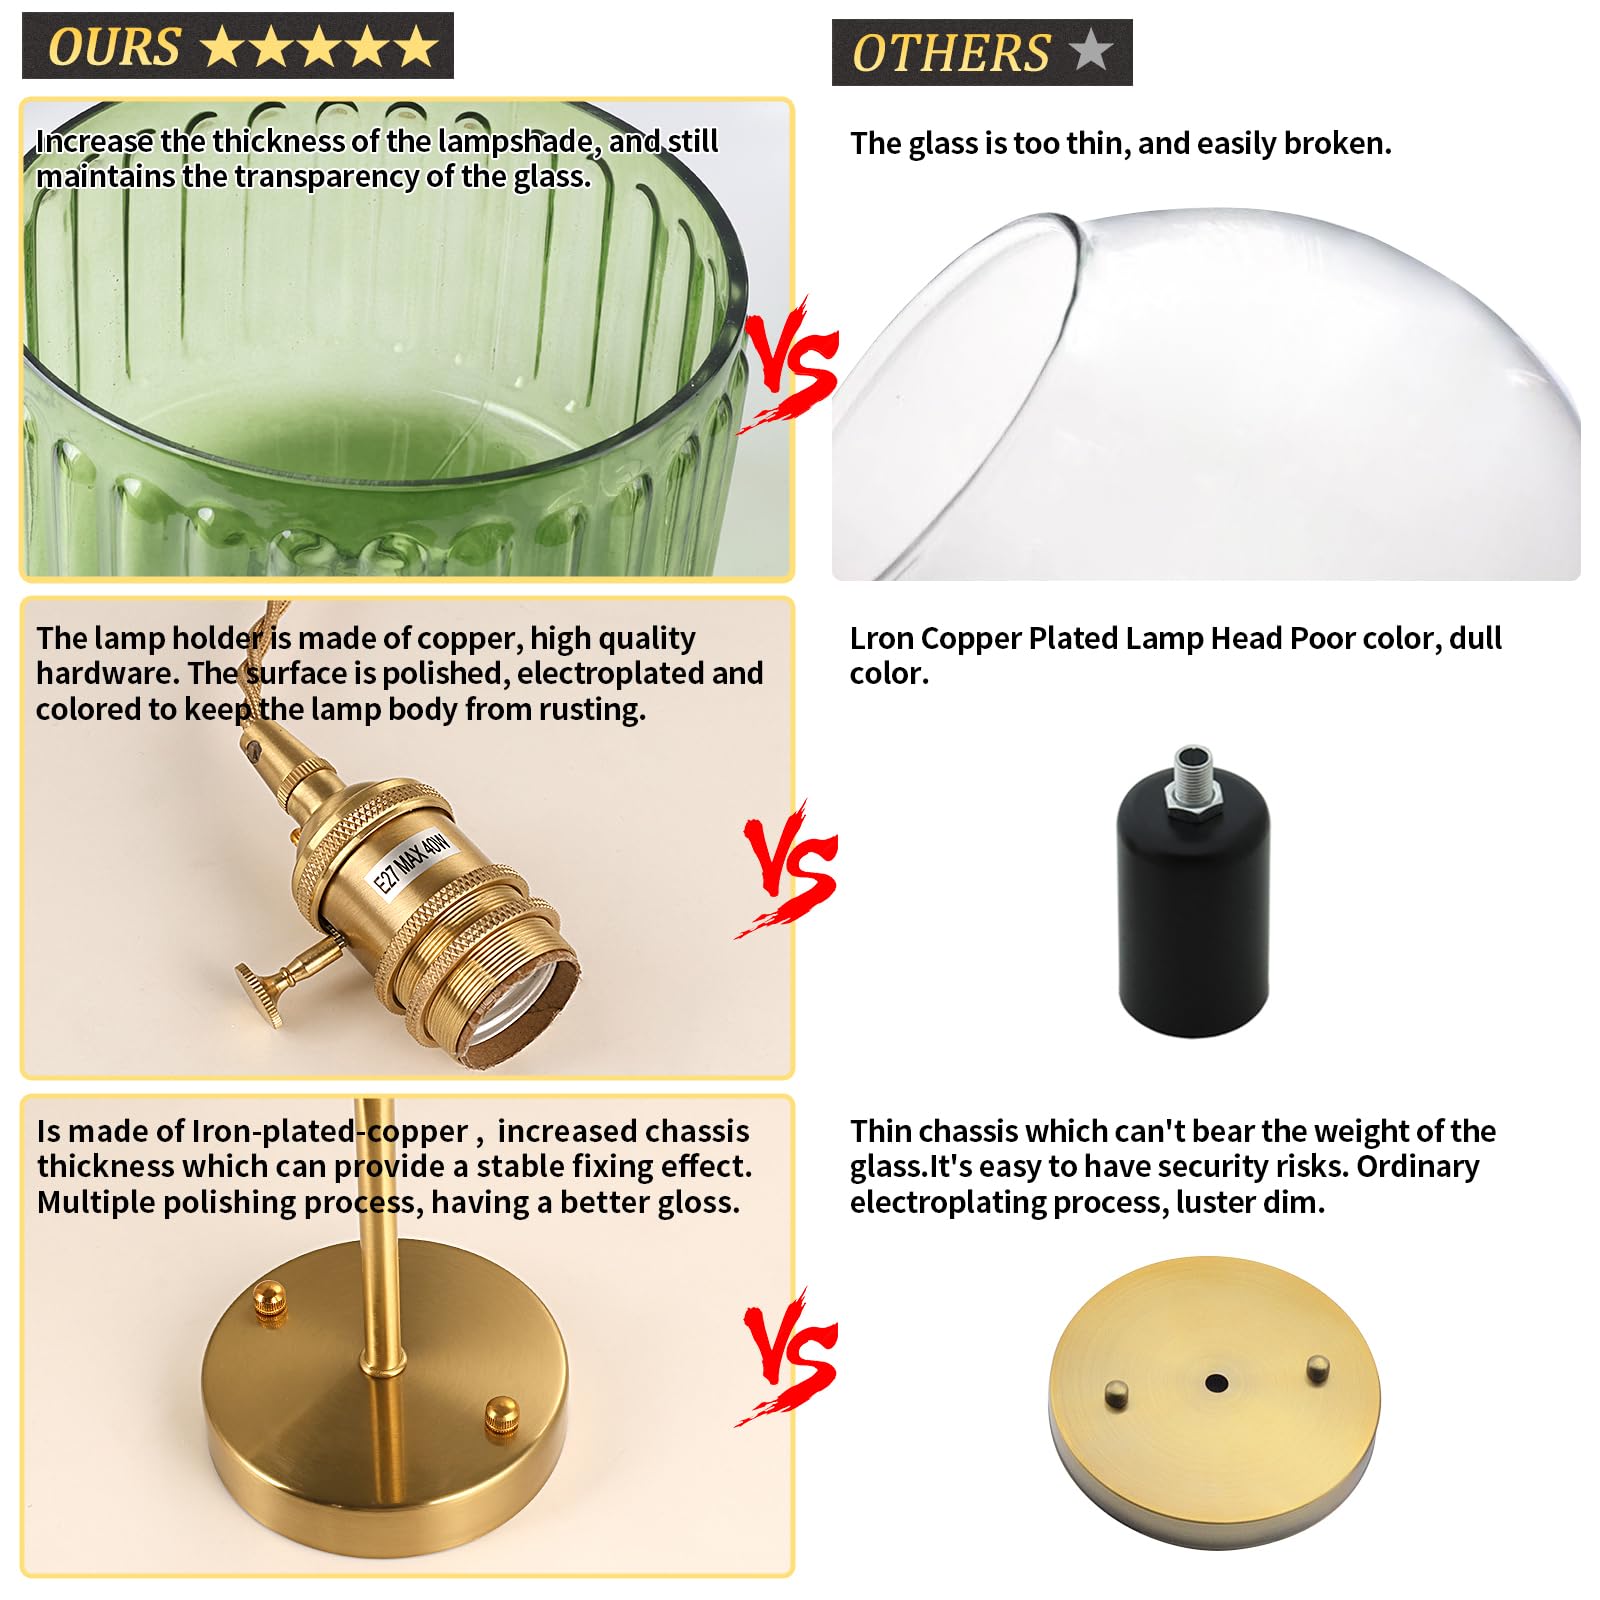 OURS
OTHERS
Increase the thickness of the lampshade, and still
maintains the transparency of the glass.
The glass is too thin, and easily broken.
VS
The lamp holder is made of copper, high quality
hardware. The surface is polished, electroplated and
colored to keep the lamp body from rusting.
E27 MAX 40W
Lron Copper Plated Lamp Head Poor color, dull
color.
VS
Is made of Iron-plated-copper , increased chassis
thickness which can provide a stable fixing effect.
Multiple polishing process, having a better gloss.
Thin chassis which can't bear the weight of the
glass.It's easy to have security risks. Ordinary
electroplating process, luster dim.
VS